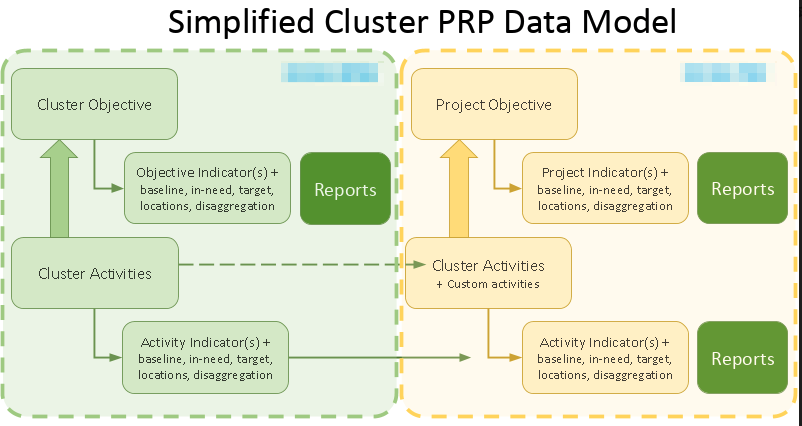 Simplified Cluster PRP Data Model
Cluster Objective
Objective Indicator(s) +
baseline, in-need, target,
locations, disaggregation
Reports
Cluster Activities
Activity Indicator(s) +
baseline, in-need, target,
locations, disaggregation
Project Objective
Project Indicator(s) +
baseline, in-need, target,
locations, disaggregation
Reports
Cluster Activities
+ Custom activities
Activity Indicator(s) +
baseline, in-need, target,
locations, disaggregation
Reports